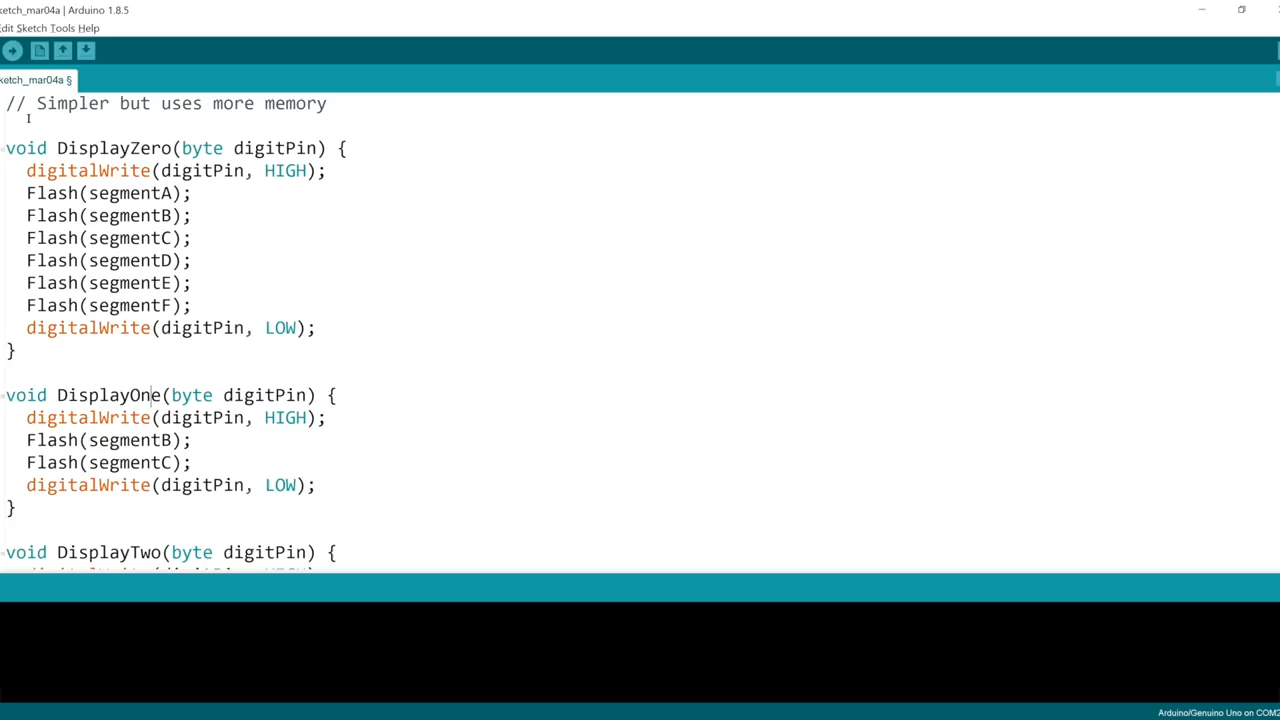 ketch_mar04a | Arduino 1.8.5
Edit Sketch Tools Help
ketch_mar04a §
// Simpler but uses more memory
void DisplayZero(byte digitPin) {
digitalWrite(digitPin, HIGH);
Flash(segmentA);
Flash(segmentB);
Flash(segmentC);
Flash(segmentD);
Flash(segmentE);
Flash(segmentF);
digitalWrite(digitPin, LOW);
}
void DisplayOne(byte digitPin) {
digitalWrite(digitPin, HIGH);
Flash(segmentB);
Flash(segmentC);
digitalWrite(digitPin, LOW);
}
void DisplayTwo(byte digitPin) {
Arduino/Genuino Uno on COM2